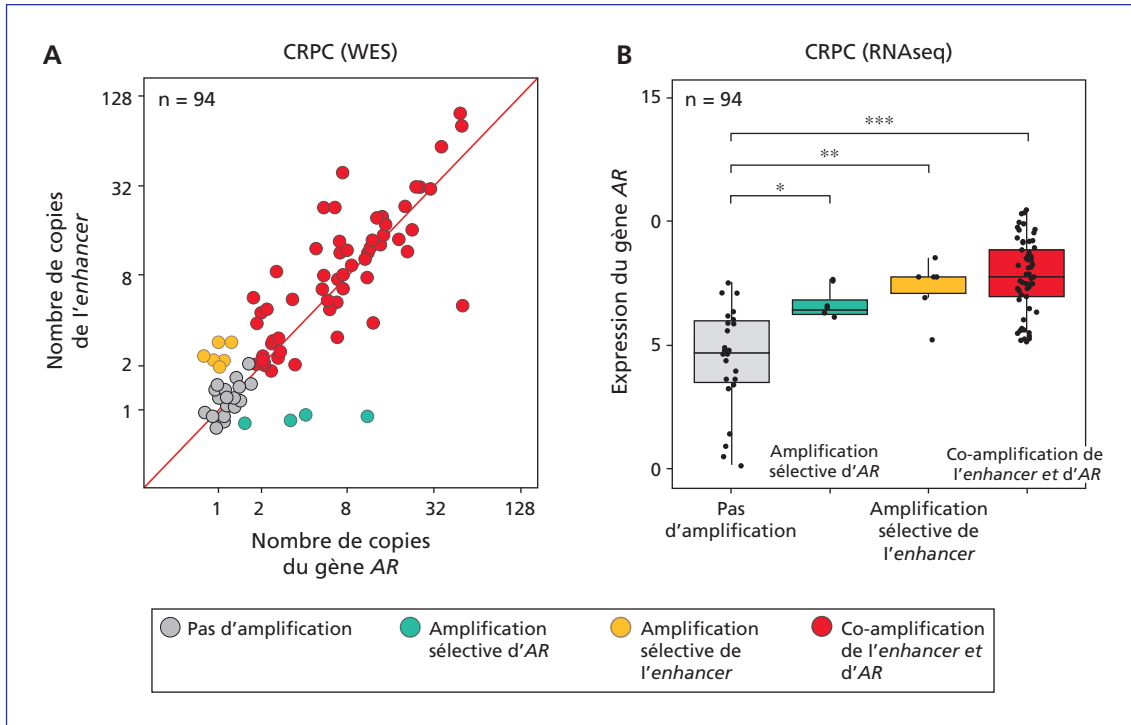 A
CRPC (WES)
n = 94
128
32
8
2
1
Nombre de copies
de l'enhancer
1
2
8
32
128
Nombre de copies
du gène AR
B
CRPC (RNAseq)
n = 94
15
0
5
0
Expression du gène AR
***
**
*
Amplification
sélective d'AR
Co-amplification de
l'enhancer et d'AR
Pas
d'amplification
Amplification
sélective de
l'enhancer
Pas d'amplification
Amplification
sélective d'AR
Amplification
sélective de
l'enhancer
Co-amplification
de l'enhancer et
d'AR